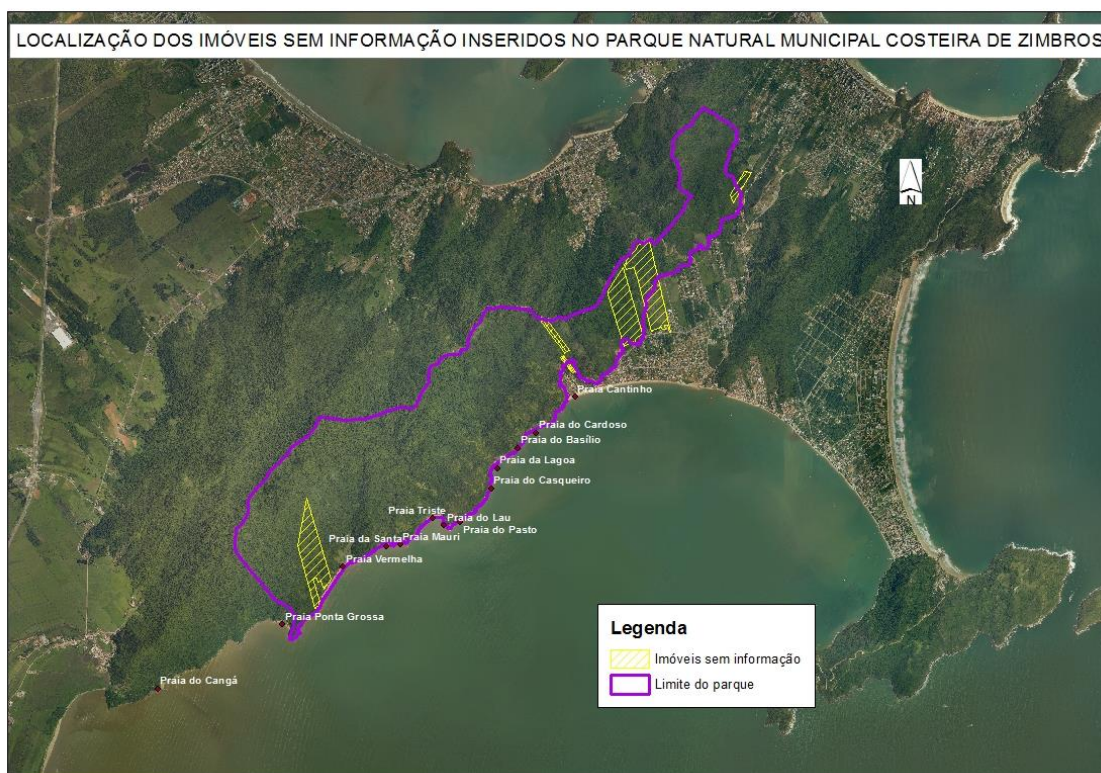 LOCALIZAÇÃO DOS IMÓVEIS SEM INFORMAÇÃO INSERIDOS NO PARQUE NATURAL MUNICIPAL COSTEIRA DE ZIMBROS
N
Praia Cantinho
Praia do Cardoso
Praia do Basílio
Praia da Lagoa
Praia do Casqueiro
Praia Triste
Praia do Lau
Praia do Pasto
Praia da Santa
Praia Mauri
Praia Vermelha
Praia Ponta Grossa
Praia do Cangá
Legenda
Imóveis sem informação
Limite do parque